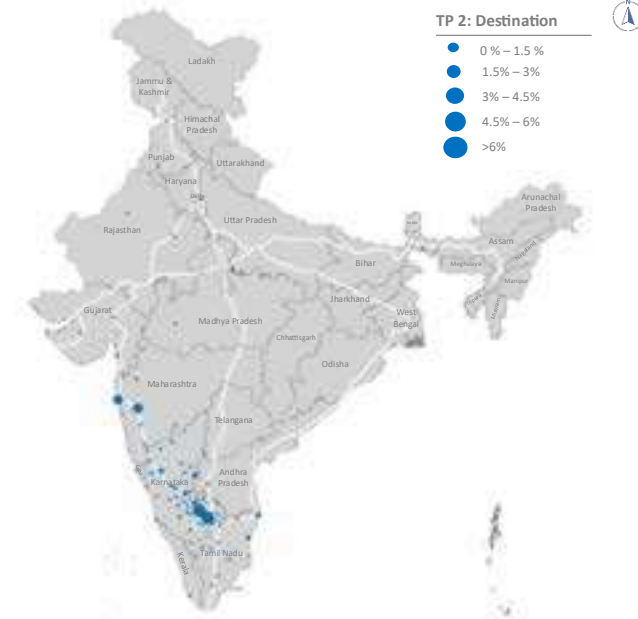 N
TP 2: Destination
0 % – 1.5 %
1.5% – 3%
3% – 4.5%
4.5% – 6%
>6%
Ladakh
Jammu &
Kashmir
Himachal
Pradesh
Punjab
Uttarakhand
Haryana
Arunachal
Pradesh
Rajasthan
Uttar Pradesh
Assam
Nagaland
Bihar
Meghalaya
Manipur
Jharkhand
Gujarat
West
Bengal
Madhya Pradesh
Chhattisgarh
Odisha
Maharashtra
Telangana
Andhra
Pradesh
Karnataka
Tamil Nadu
Kerala